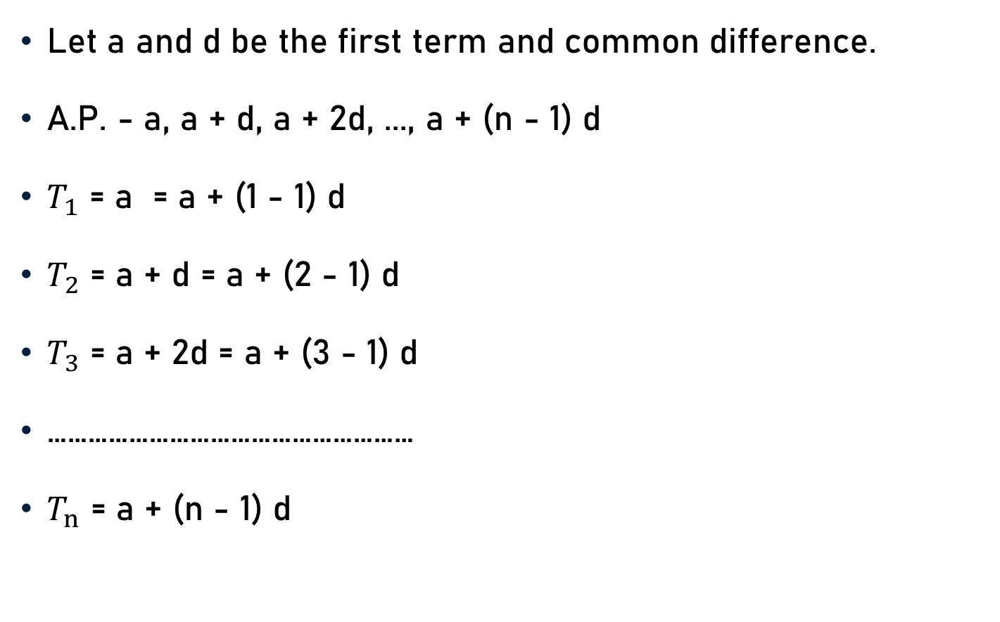 • Let a and d be the first term and common difference.
• A.P. - a, a + d, a + 2d, ..., a + (n - 1) d
• T₁ = a  = a + (1 - 1) d
• T₂ = a + d = a + (2 - 1) d
• T₃ = a + 2d = a + (3 - 1) d
• ……………………………………………
• Tₙ = a + (n - 1) d